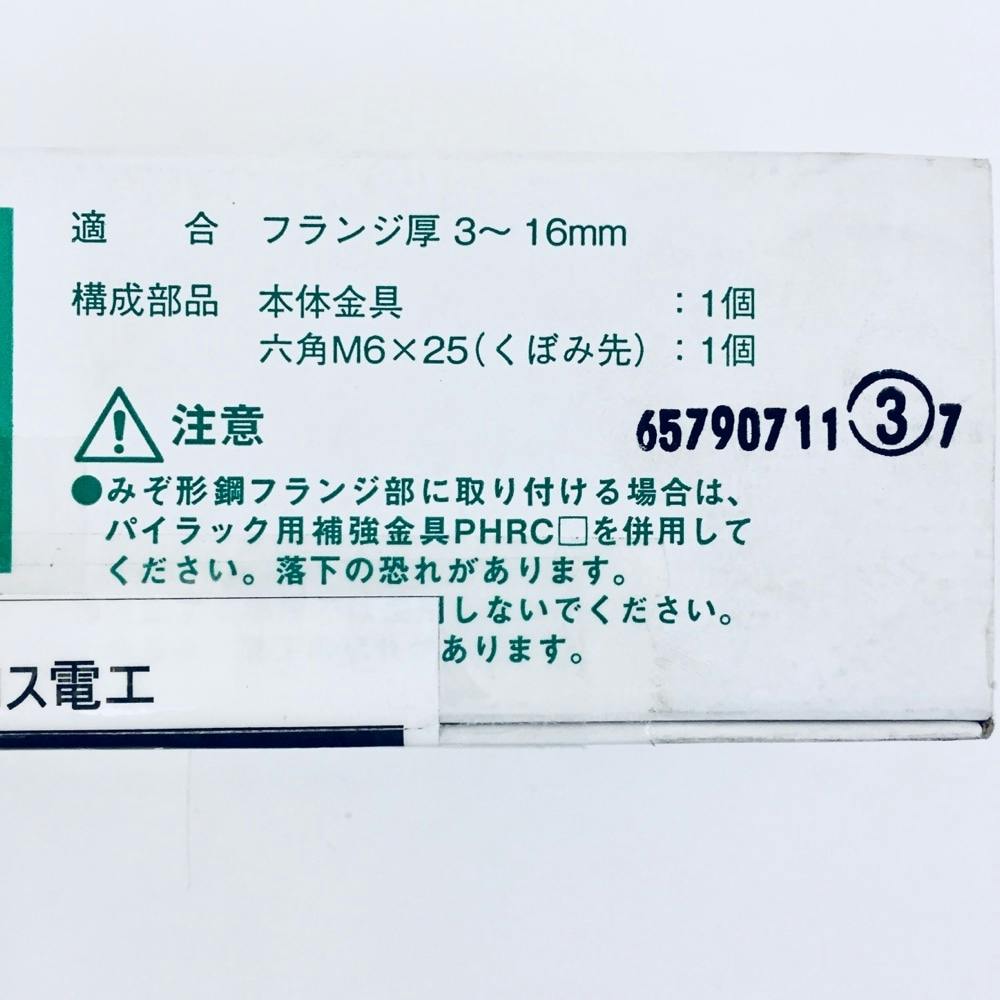 適　　合　フランジ厚 3～16mm
構成部品　本体金具　：1個
六角M6×25（くぼみ先）：1個
注意
65790711③7
●みぞ形鋼フランジ部に取り付ける場合は、
パイラック用補強金具PHRC□を併用して
ください。落下の恐れがあります。
しないでください。
あります。
ス電工